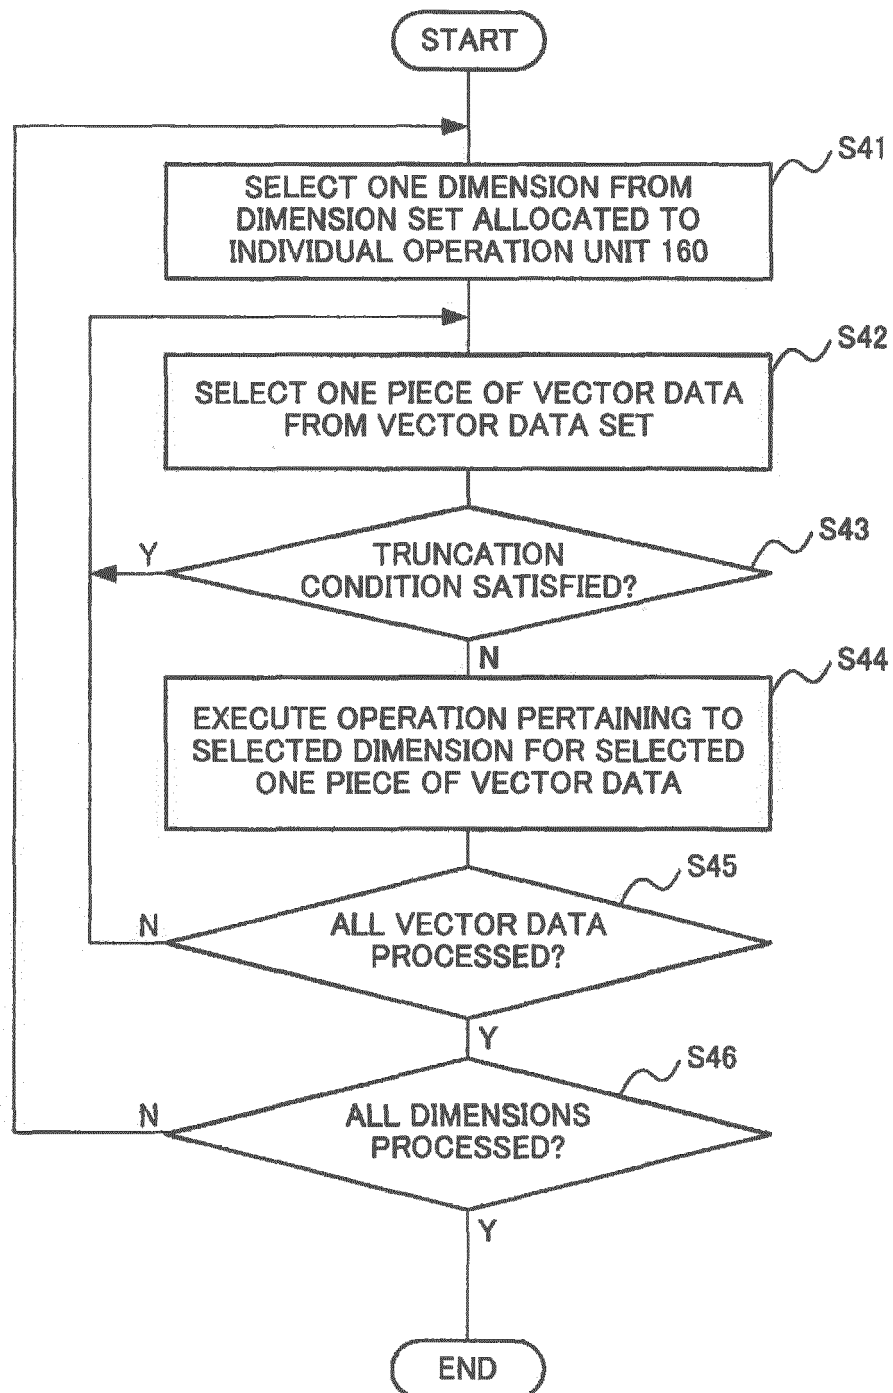 START
S41
SELECT ONE DIMENSION FROM
DIMENSION SET ALLOCATED TO
INDIVIDUAL OPERATION UNIT 160
S42
SELECT ONE PIECE OF VECTOR DATA
FROM VECTOR DATA SET
S43
Y
TRUNCATION
CONDITION SATISFIED?
N
S44
EXECUTE OPERATION PERTAINING TO
SELECTED DIMENSION FOR SELECTED
ONE PIECE OF VECTOR DATA
S45
N
ALL VECTOR DATA
PROCESSED?
Y
S46
N
ALL DIMENSIONS
PROCESSED?
Y
END